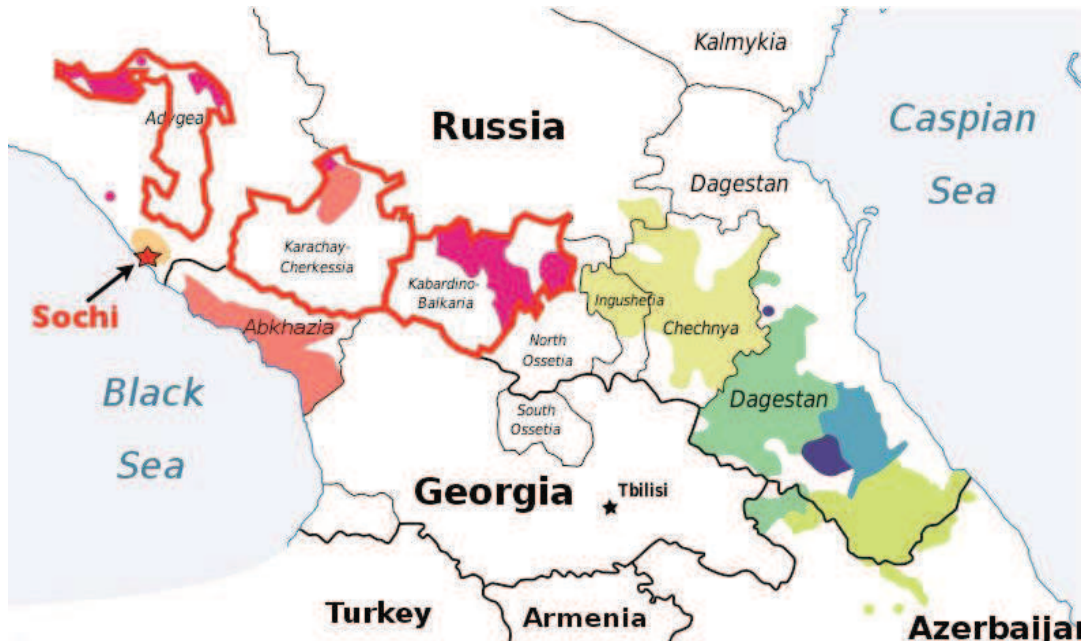 Kalmykia
Adygea
Russia
Caspian
Sea
Dagestan
Karachay-
Cherkessia
Kabardino-
Balkaria
Ingushetia
Sochi
Abkhazia
Chechnya
North
Ossetia
Black
Sea
Dagestan
South
Ossetia
Georgia
Tbilisi
Turkey
Armenia
Azerbaijan